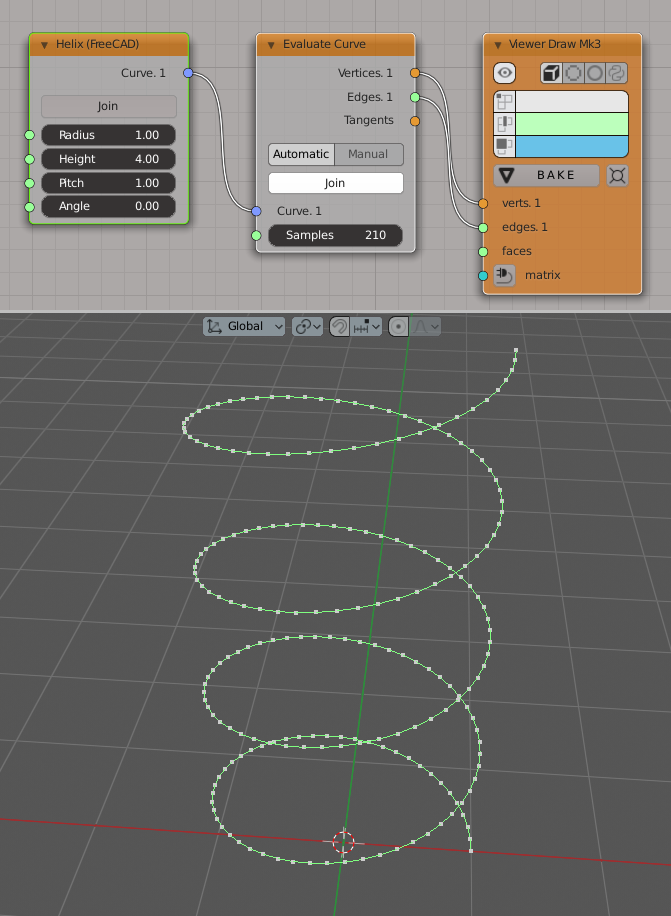 Helix (FreeCAD)
Curve. 1
Join
Radius 1.00
Height 4.00
Pitch 1.00
Angle 0.00
Evaluate Curve
Vertices. 1
Edges. 1
Tangents
Automatic Manual
Join
Curve. 1
Samples 210
Viewer Draw Mk3
BAKE
verts. 1
edges. 1
faces
matrix
Global